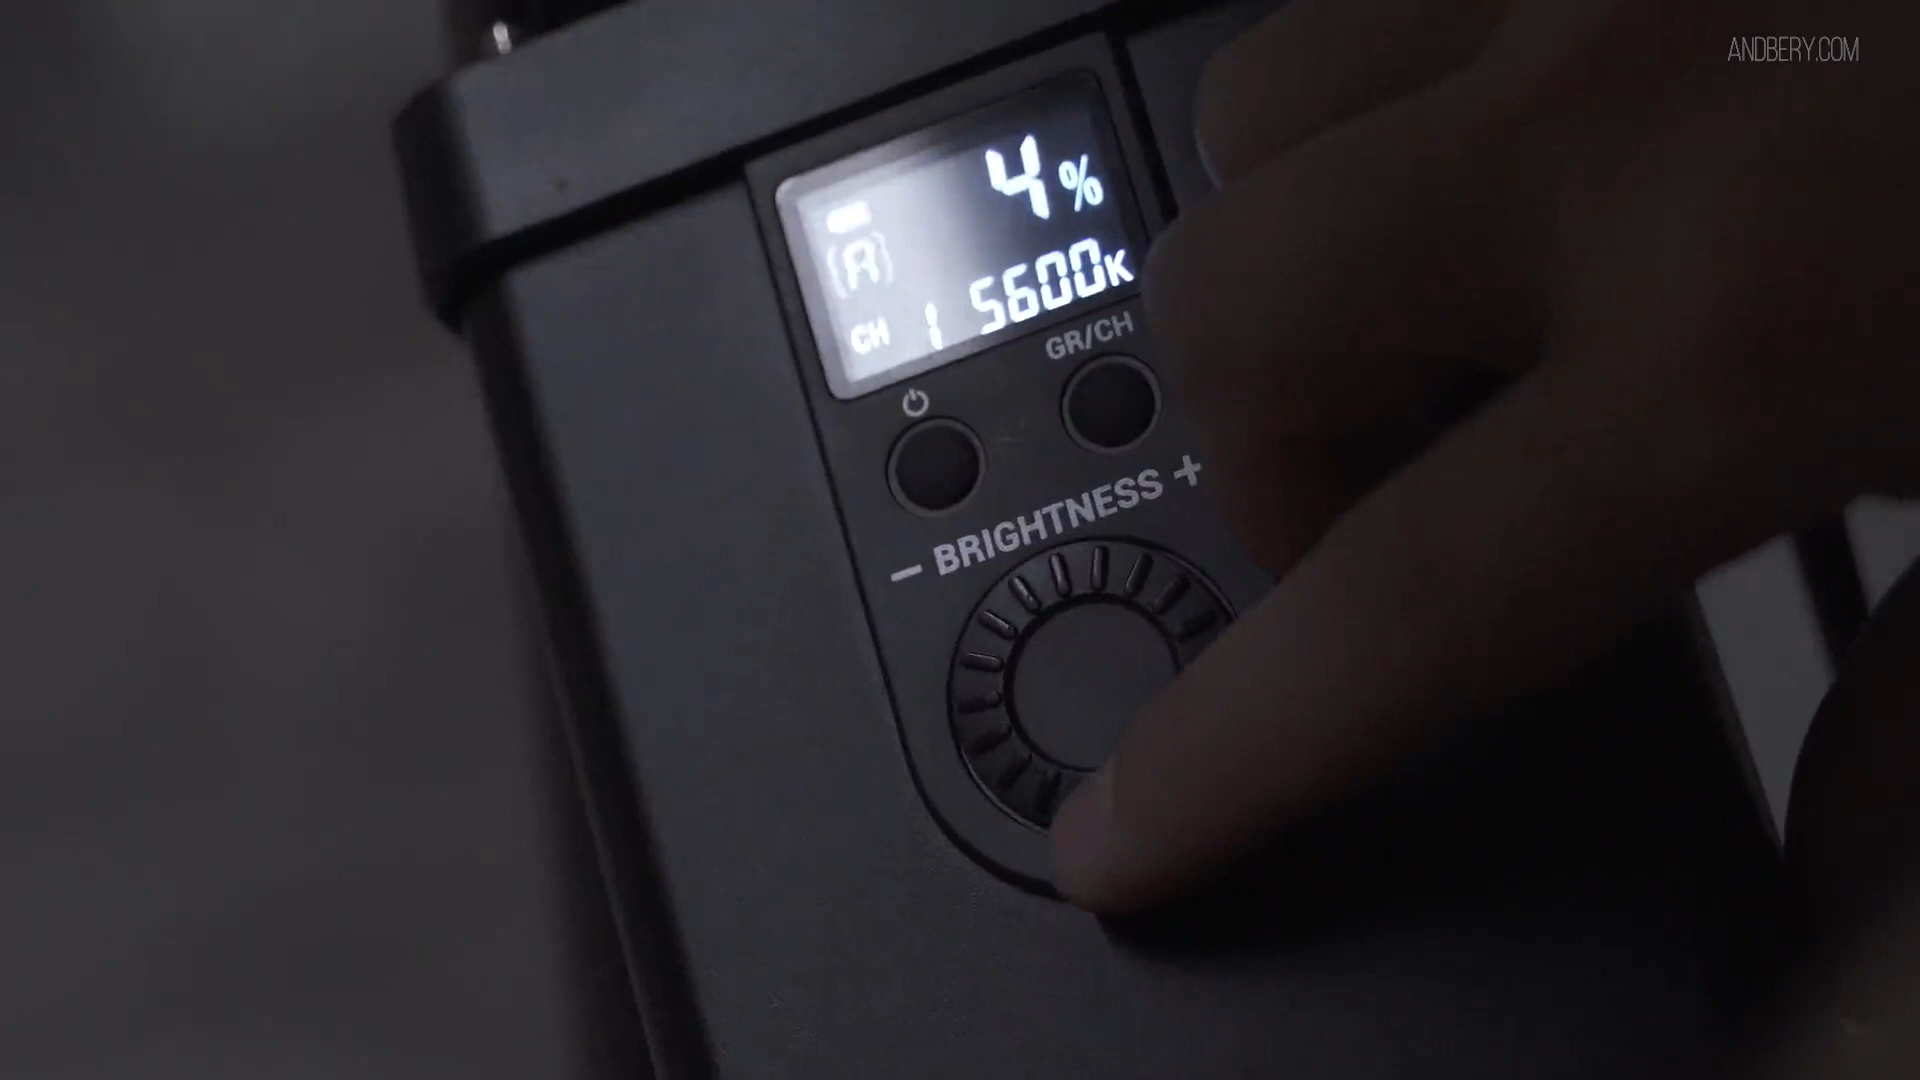 ANDBERY.COM
4%
(R)
CH 1 5600K
GR/CH
– BRIGHTNESS +